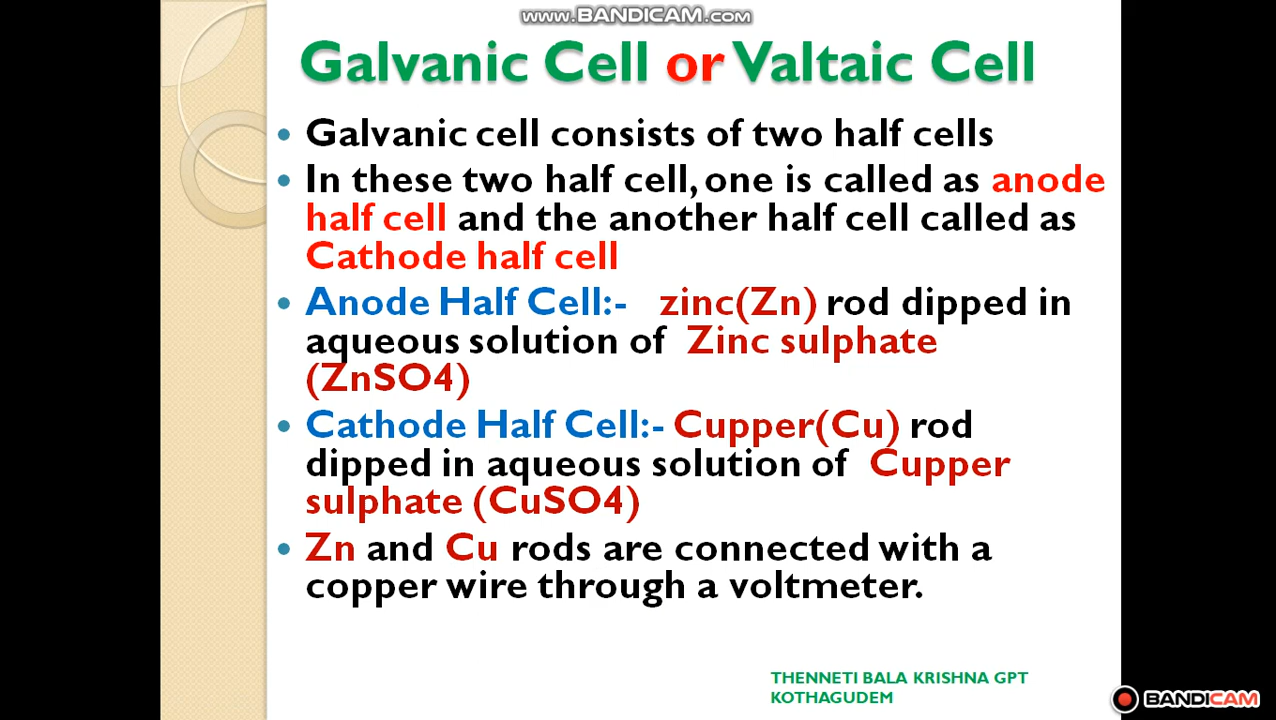 www.BANDICAM.com
Galvanic Cell or Valtaic Cell
Galvanic cell consists of two half cells
In these two half cell, one is called as anode
half cell and the another half cell called as
Cathode half cell
Anode Half Cell:- zinc(Zn) rod dipped in
aqueous solution of Zinc sulphate
(ZnSO4)
Cathode Half Cell:- Cupper(Cu) rod
dipped in aqueous solution of Cupper
sulphate (CuSO4)
Zn and Cu rods are connected with a
copper wire through a voltmeter.
THENNETI BALA KRISHNA GPT
KOTHAGUDEM
BANDICAM